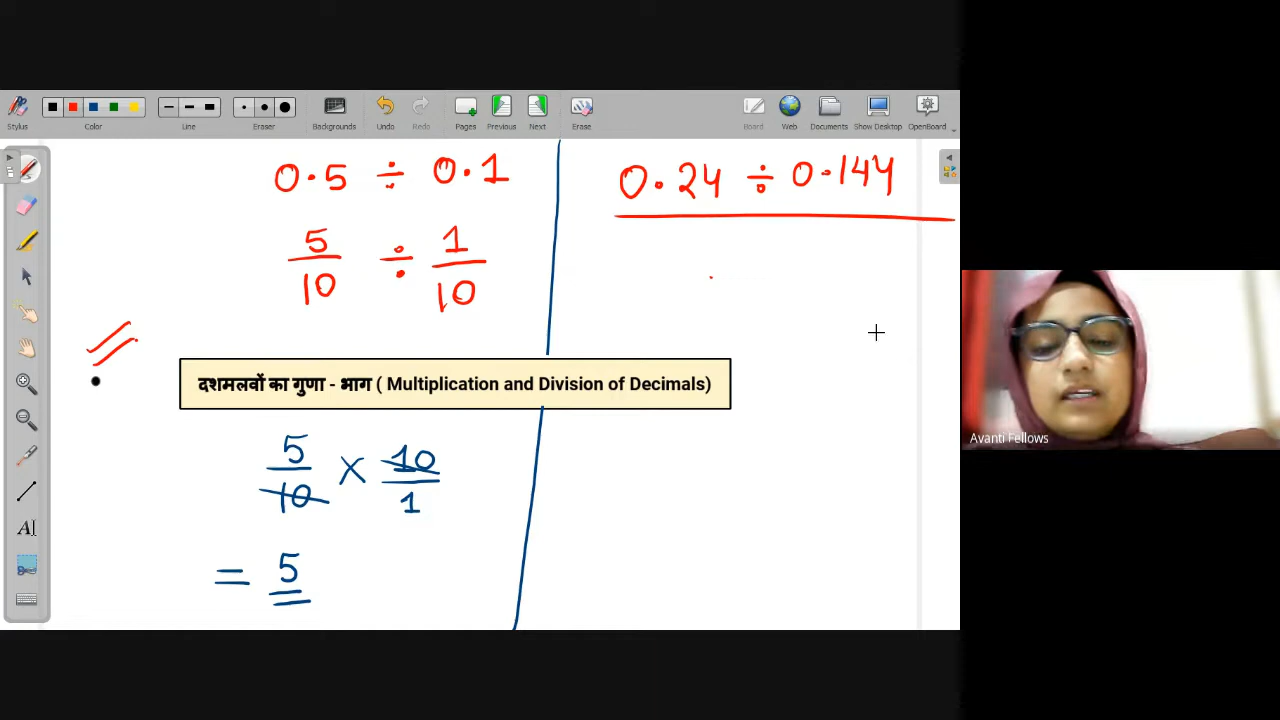 Stylus Color Line Eraser Backgrounds Undo Redo Pages Previous Next Erase Board Web Documents Show Desktop OpenBoard
0.5 ÷ 0.1
5/10 ÷ 1/10
दशमलवों का गुणा - भाग ( Multiplication and Division of Decimals)
5/10 × 10/1
= 5
0.24 ÷ 0.144
Avanti Fellows